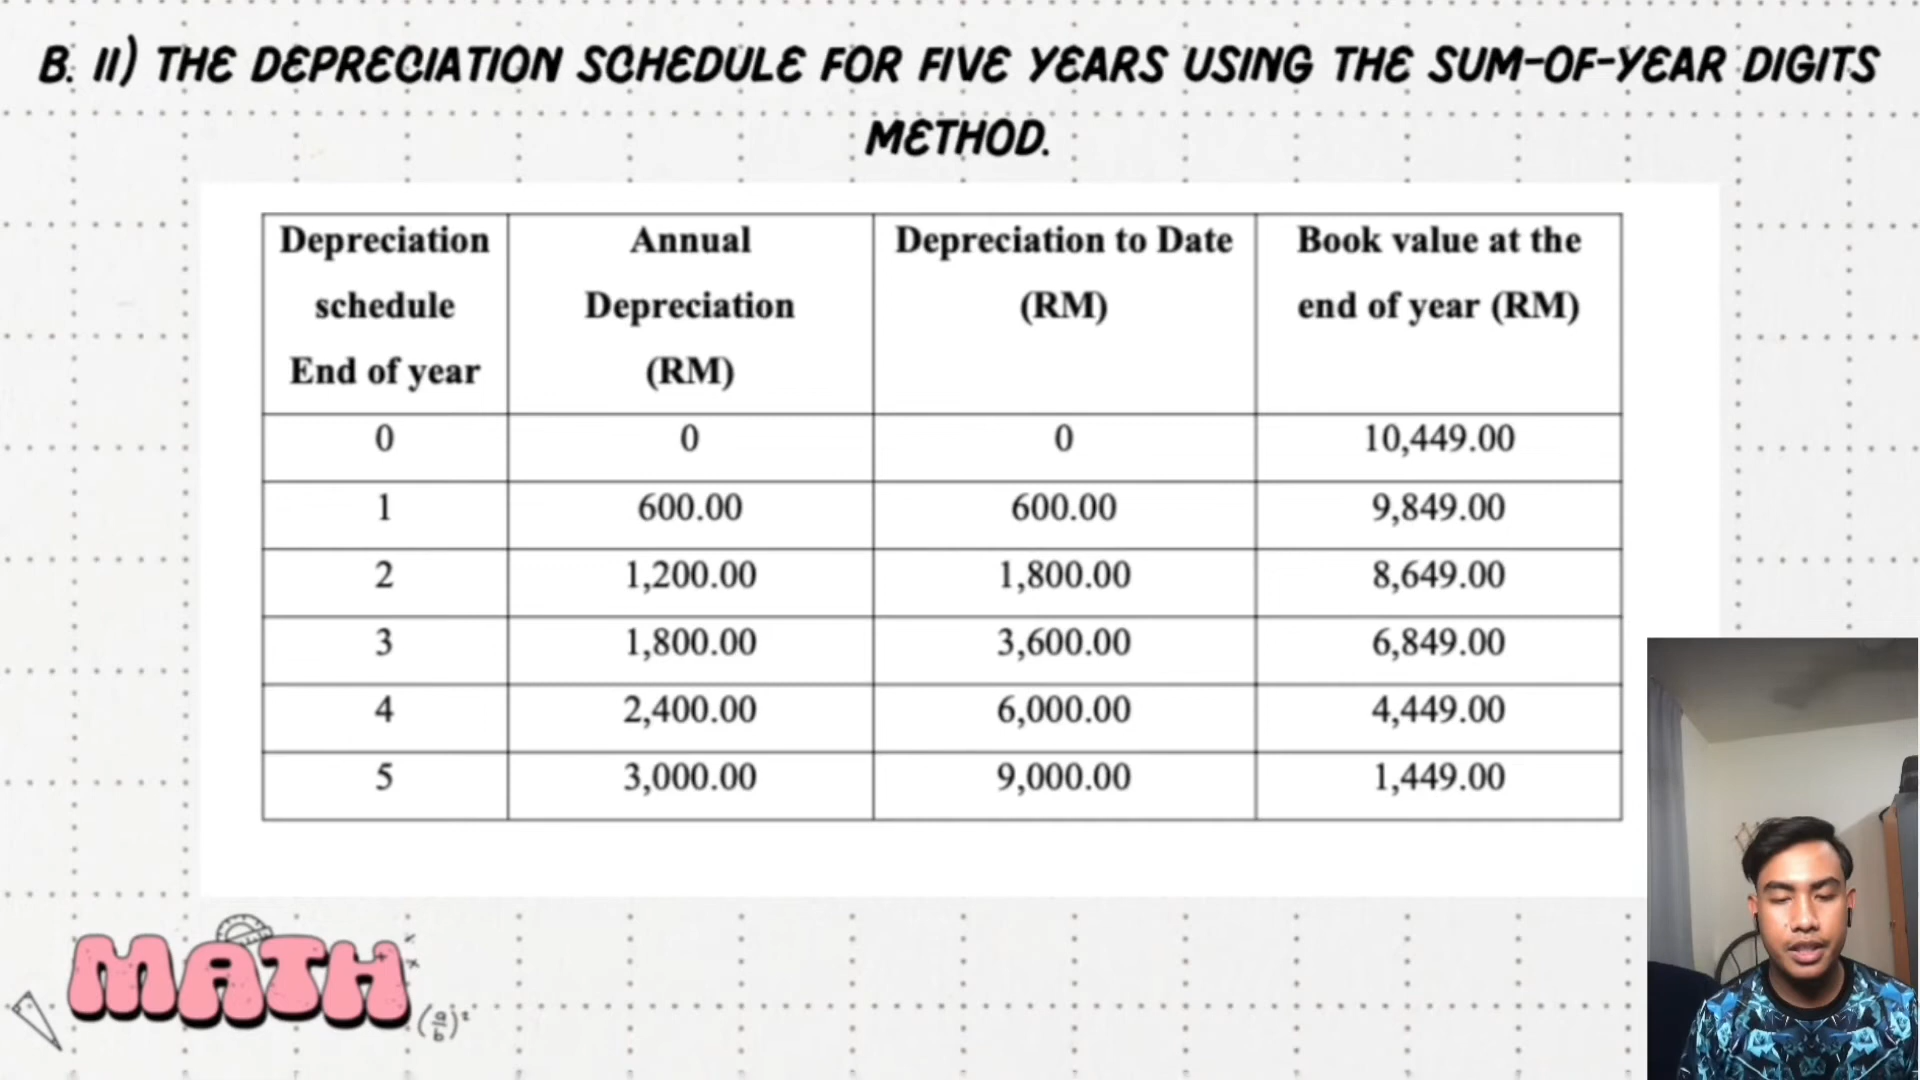 B. II) THE DEPRECIATION SCHEDULE FOR FIVE YEARS USING THE SUM-OF-YEAR DIGITS
METHOD.
Depreciation schedule End of year | Annual Depreciation (RM) | Depreciation to Date (RM) | Book value at the end of year (RM)
0 | 0 | 0 | 10,449.00
1 | 600.00 | 600.00 | 9,849.00
2 | 1,200.00 | 1,800.00 | 8,649.00
3 | 1,800.00 | 3,600.00 | 6,849.00
4 | 2,400.00 | 6,000.00 | 4,449.00
5 | 3,000.00 | 9,000.00 | 1,449.00
MATH